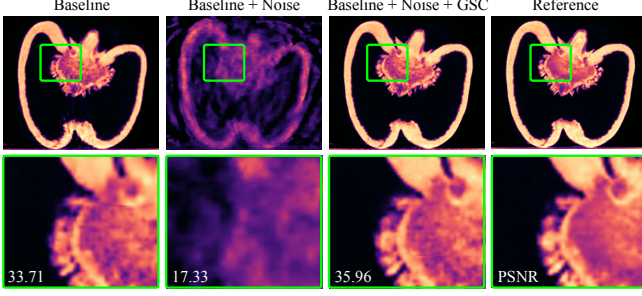 Baseline
Baseline + Noise
Baseline + Noise + GSC
Reference
33.71
17.33
35.96
PSNR